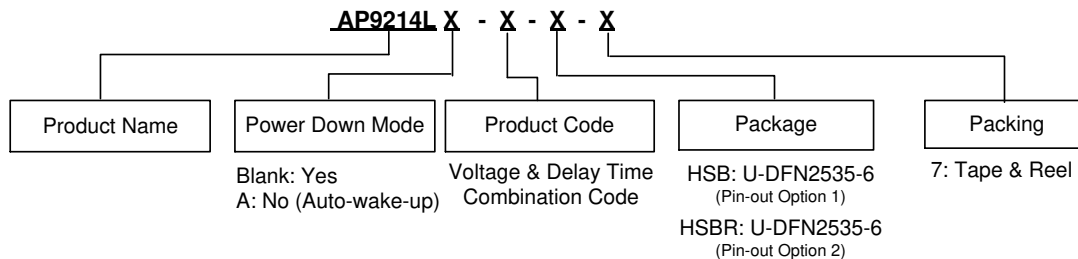 AP9214L X - X - X - X
Product Name
Power Down Mode
Product Code
Package
Packing
Blank: Yes
A: No (Auto-wake-up)
Voltage & Delay Time
Combination Code
HSB: U-DFN2535-6
(Pin-out Option 1)
HSBR: U-DFN2535-6
(Pin-out Option 2)
7: Tape & Reel